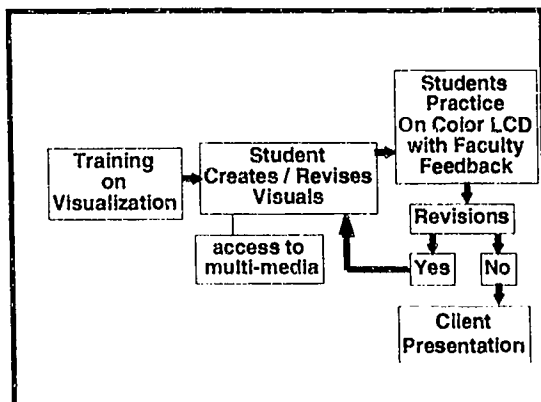 Training
on
Visualization
Student
Creates / Revises
Visuals
access to
multi-media
Students
Practice
On Color LCD
with Faculty
Feedback
Revisions
Yes
No
Client
Presentation